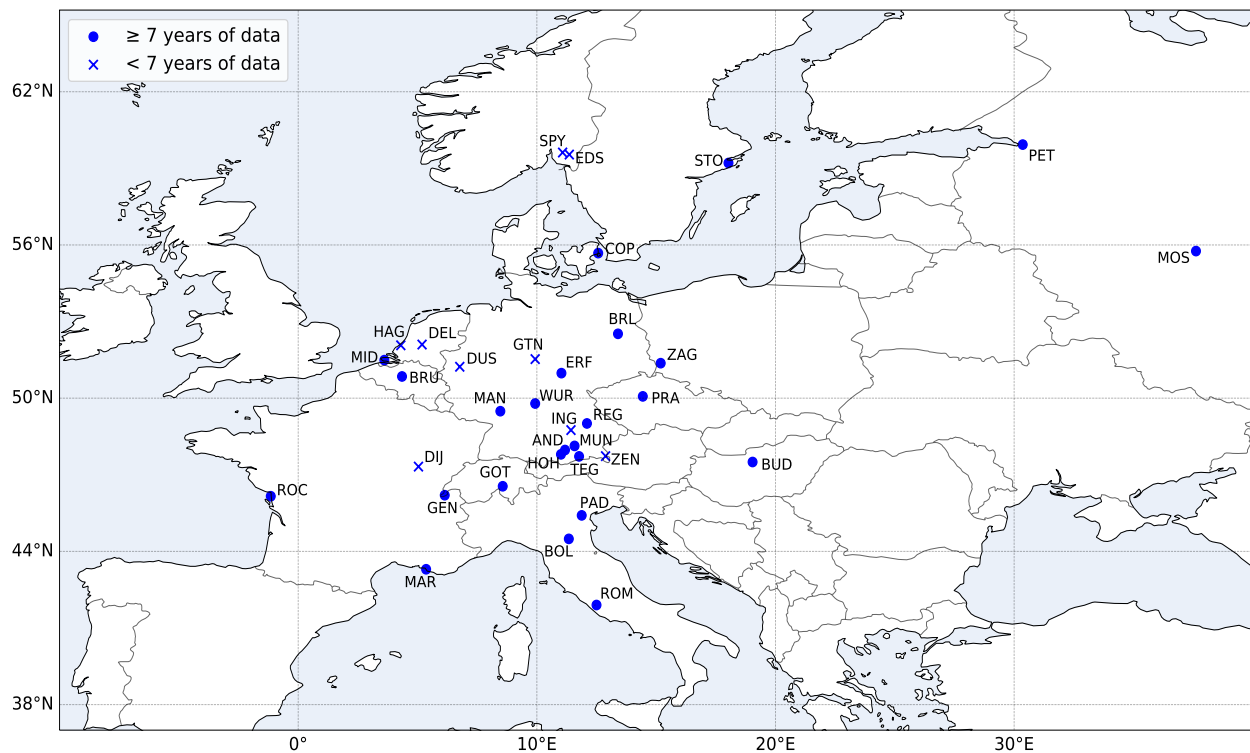 ≥ 7 years of data
< 7 years of data
62°N
56°N
50°N
44°N
38°N
0°
10°E
20°E
30°E
SPY
EDS
STO
PET
COP
MOS
HAG
DEL
BRL
MID
DUS
GTN
ZAG
BRU
ERF
MAN
WUR
PRA
ING
REG
AND
MUN
HOH
TEG
ZEN
DIJ
GOT
BUD
ROC
GEN
PAD
BOL
MAR
ROM